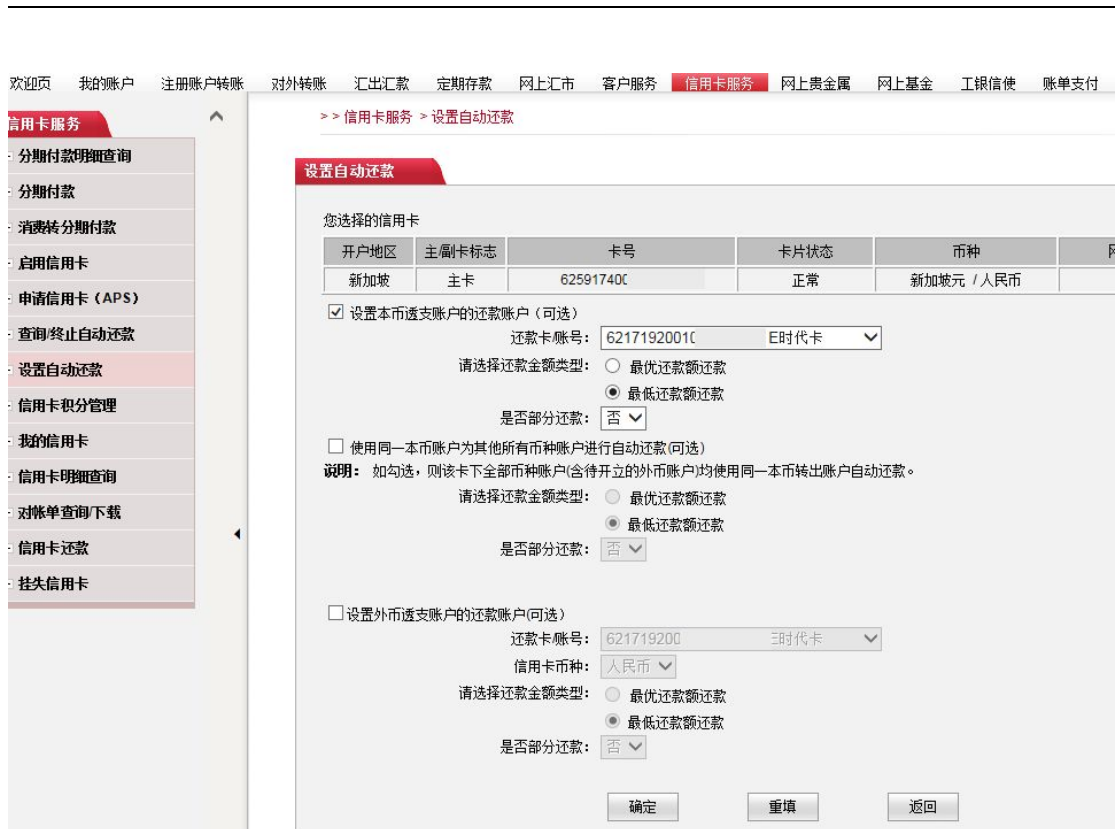 欢迎页 我的账户 注册账户转账 对外转账 汇出汇款 定期存款 网上汇市 客户服务 信用卡服务 网上贵金属 网上基金 工银信使 账单支付
信用卡服务
分期付款明细查询
分期付款
消费转分期付款
启用信用卡
申请信用卡（APS）
查询/终止自动还款
设置自动还款
信用卡积分管理
我的信用卡
信用卡明细查询
对帐单查询/下载
信用卡还款
挂失信用卡
>> 信用卡服务 > 设置自动还款
设置自动还款
您选择的信用卡
开户地区 主/副卡标志 卡号 卡片状态 币种
新加坡 主卡 62591740 正常 新加坡元 / 人民币
设置本币透支账户的还款账户（可选）
还款卡/账号： 6217192001 E时代卡
请选择还款金额类型： 最优还款额还款
最低还款额还款
是否部分还款： 否
使用同一本币账户为其他所有币种账户进行自动还款(可选)
说明： 如勾选，则该卡下全部币种账户(含待开立的外币账户)均使用同一本币转出账户自动还款。
请选择还款金额类型： 最优还款额还款
最低还款额还款
是否部分还款： 否
设置外币透支账户的还款账户(可选)
还款卡/账号： 62171920 E时代卡
信用卡币种： 人民币
请选择还款金额类型： 最优还款额还款
最低还款额还款
是否部分还款： 否
确定 重填 返回